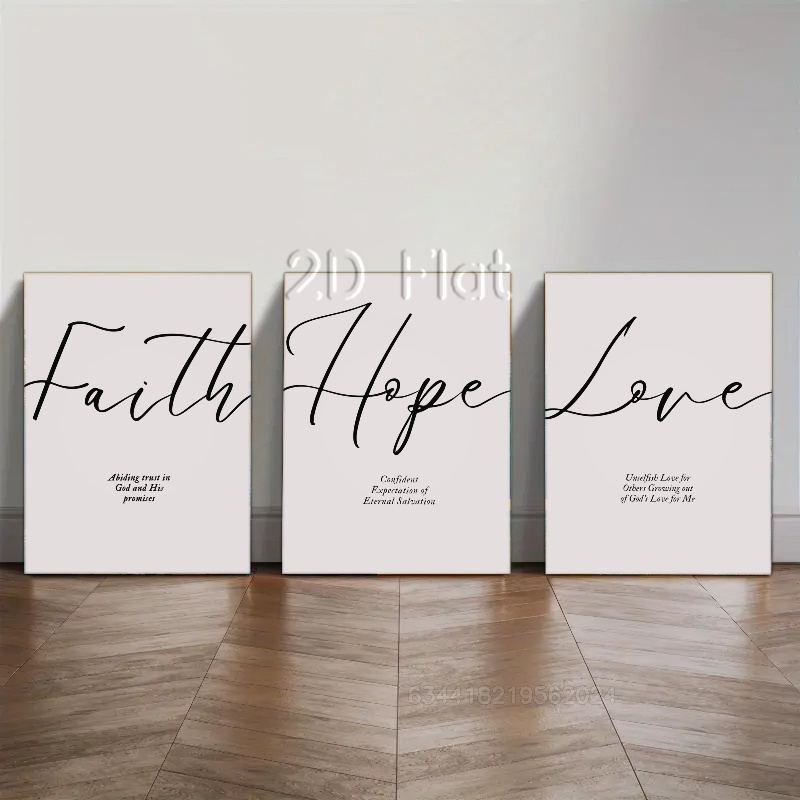 2D Flat
Faith
Abiding trust in
God and His
promises
Hope
Confident
Expectation of
Eternal Salvation
Love
Unselfish Love for
Others Growing out
of God's Love for Me